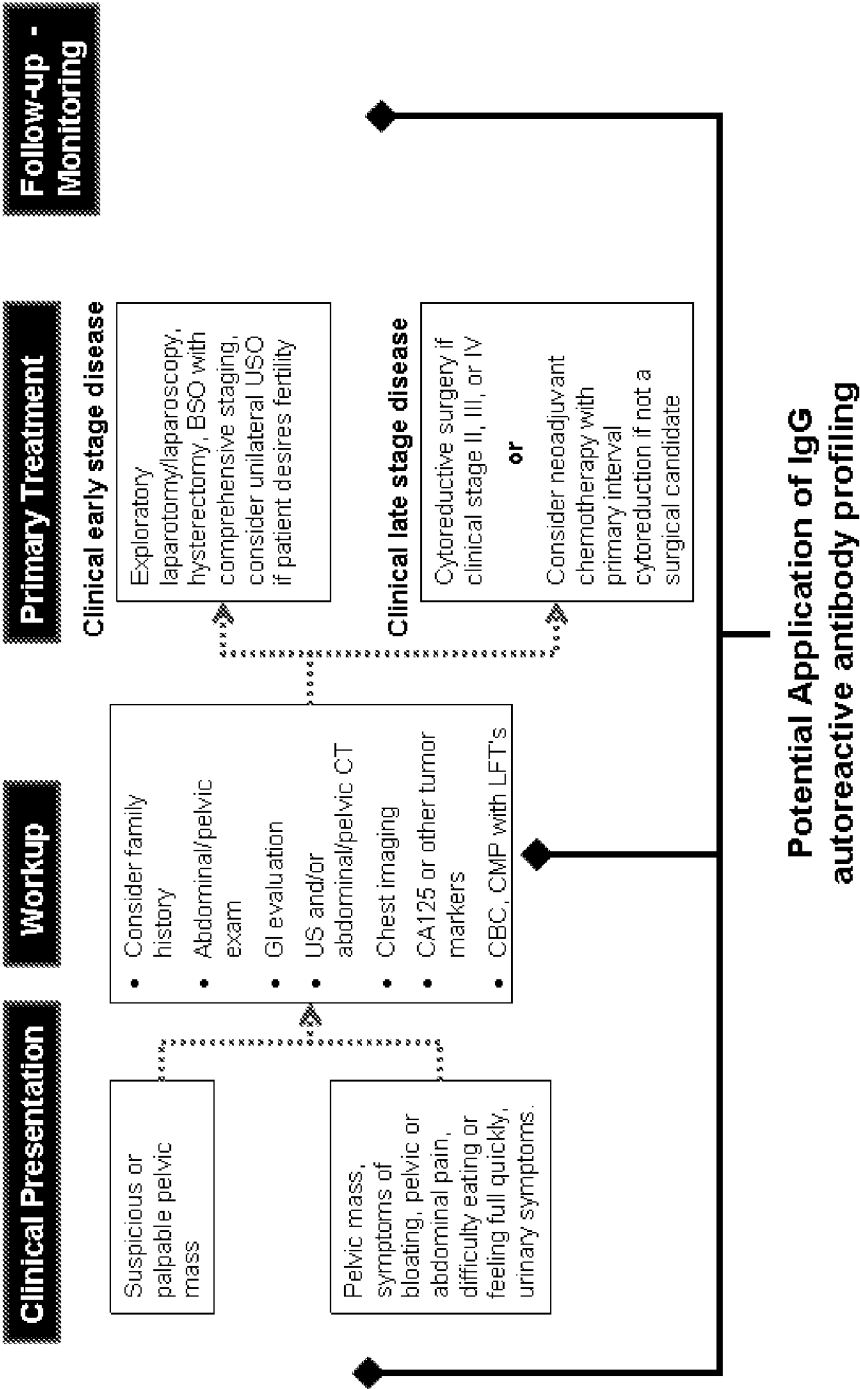 Clinical Presentation
Suspicious or
palpable pelvic
mass
Pelvic mass,
symptoms of
bloating, pelvic or
abdominal pain,
difficulty eating or
feeling full quickly,
urinary symptoms.
Workup
• Consider family
history
• Abdominal/pelvic
exam
• GI evaluation
• US and/or
abdominal/pelvic CT
• Chest imaging
• CA125 or other tumor
markers
• CBC, CMP with LFT's
Primary Treatment
Clinical early stage disease
Exploratory
laparotomy/laparoscopy,
hysterectomy, BSO with
comprehensive staging,
consider unilateral USO
if patient desires fertility
Clinical late stage disease
Cytoreductive surgery if
clinical stage II, III, or IV
or
Consider neoadjuvant
chemotherapy with
primary interval
cytoreduction if not a
surgical candidate
Follow-up -
Monitoring
Potential Application of IgG
autoreactive antibody profiling